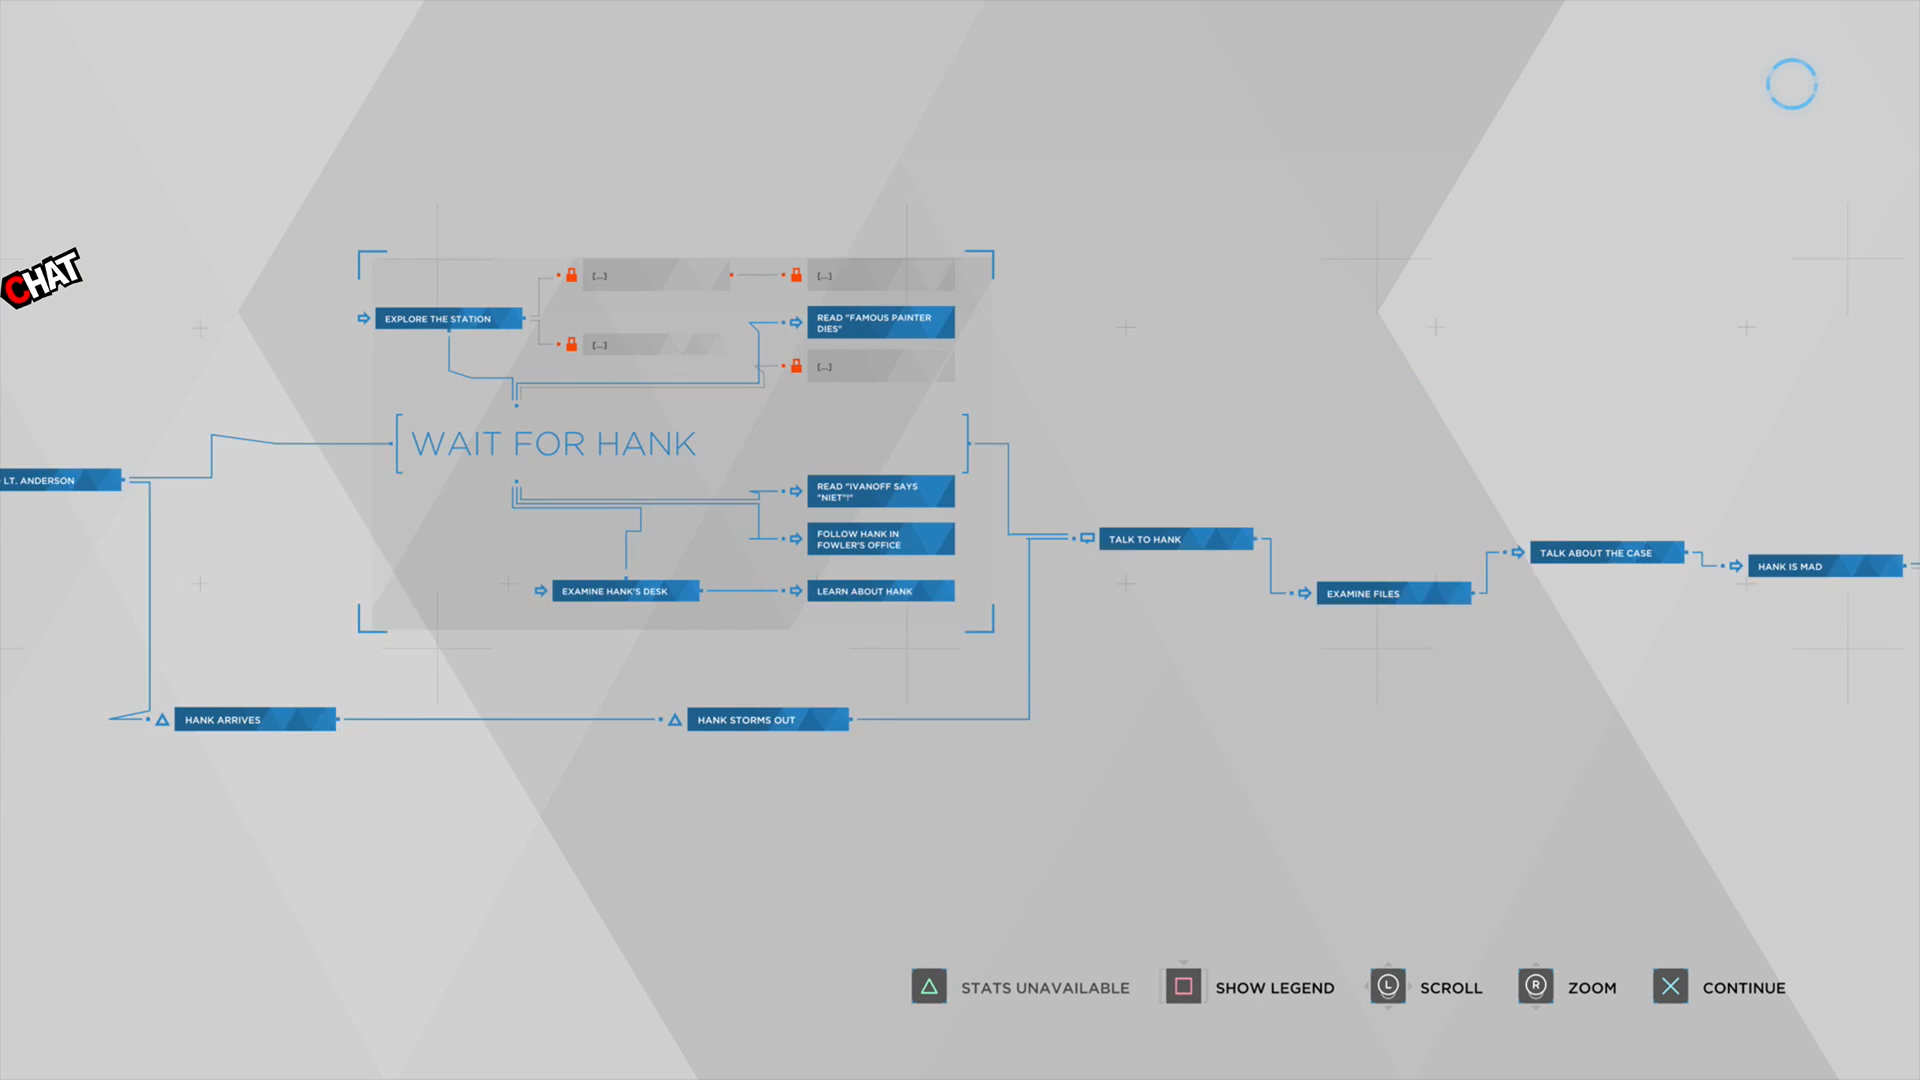 CHAT
[...]
[...]
EXPLORE THE STATION
READ "FAMOUS PAINTER
DIES"
[...]
[...]
WAIT FOR HANK
LT. ANDERSON
READ "IVANOFF SAYS
"NIET"!"
FOLLOW HANK IN
FOWLER'S OFFICE
TALK TO HANK
TALK ABOUT THE CASE
HANK IS MAD
EXAMINE HANK'S DESK
LEARN ABOUT HANK
EXAMINE FILES
HANK ARRIVES
HANK STORMS OUT
STATS UNAVAILABLE
SHOW LEGEND
L
SCROLL
R
ZOOM
CONTINUE